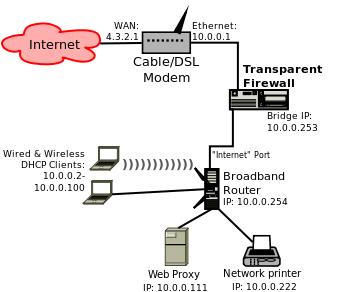 WAN:
4.3.2.1
Ethernet:
10.0.0.1
Internet
Cable/DSL
Modem
Transparent
Firewall
Bridge IP:
10.0.0.253
"Internet" Port
Wired & Wireless
DHCP Clients:
10.0.0.2-
10.0.0.100
Broadband
Router
IP: 10.0.0.254
Web Proxy
IP: 10.0.0.111
Network printer
IP: 10.0.0.222